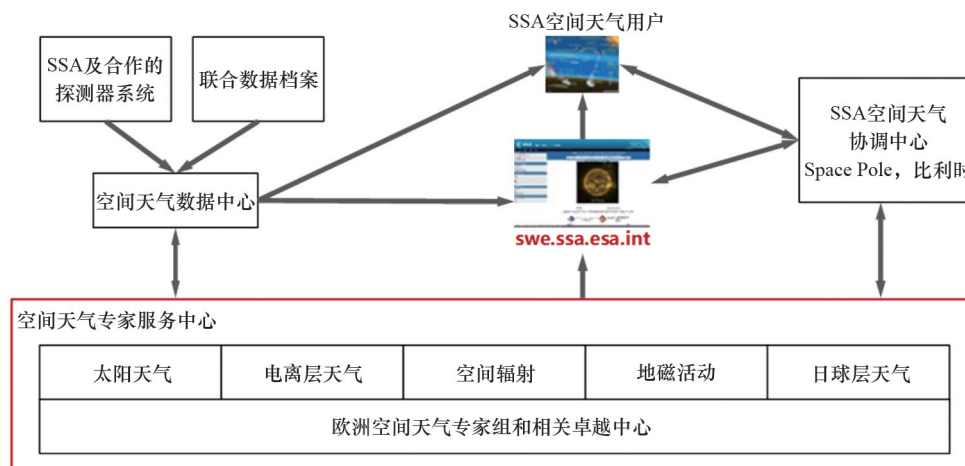 SSA空间天气用户
SSA及合作的
探测器系统
联合数据档案
SSA空间天气
协调中心
Space Pole，比利时
空间天气数据中心
swe.ssa.esa.int
空间天气专家服务中心
太阳天气
电离层天气
空间辐射
地磁活动
日球层天气
欧洲空间天气专家组和相关卓越中心